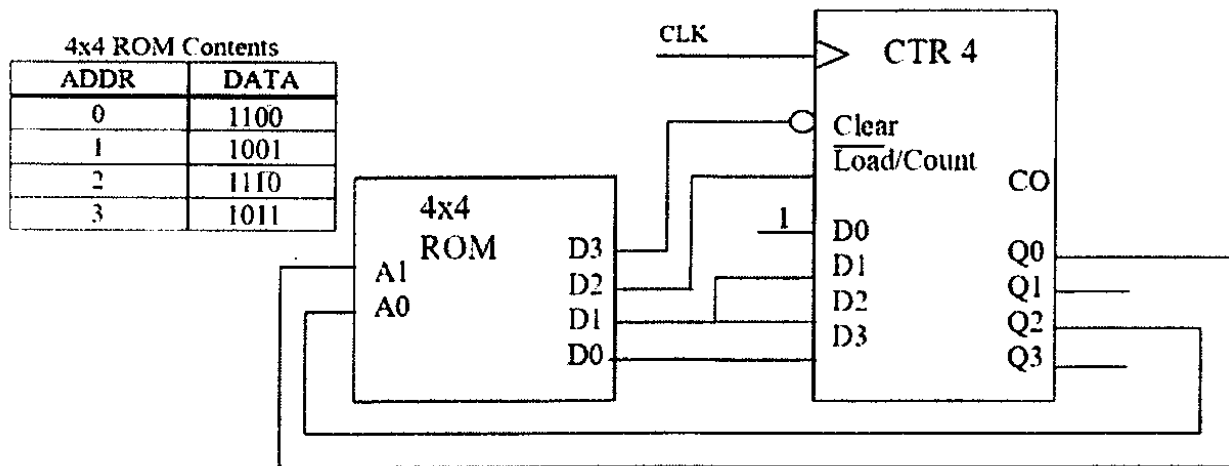 4x4 ROM Contents
ADDR DATA
0 1100
1 1001
2 1110
3 1011
CLK
CTR 4
Clear
Load/Count
CO
1
D0
D1
D2
D3
Q0
Q1
Q2
Q3
4x4
ROM
A1
A0
D3
D2
D1
D0